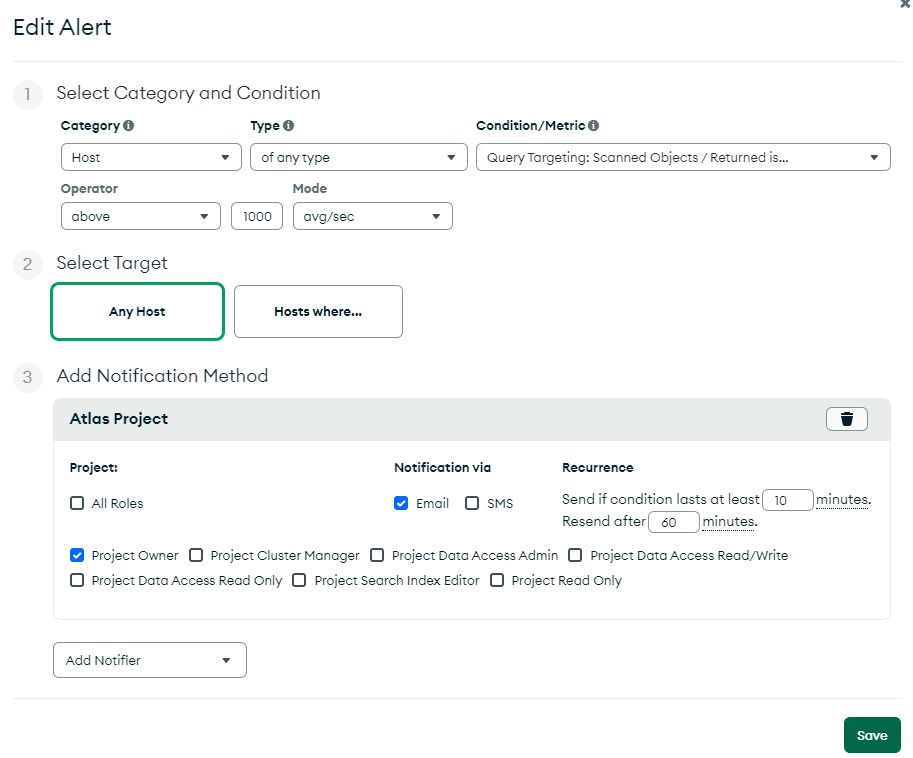 Edit Alert
1 Select Category and Condition
Category Type Condition/Metric
Host of any type Query Targeting: Scanned Objects / Returned is...
Operator Mode
above 1000 avg/sec
2 Select Target
Any Host Hosts where...
3 Add Notification Method
Atlas Project
Project: Notification via Recurrence
All Roles Email SMS Send if condition lasts at least 10 minutes.
Resend after 60 minutes.
Project Owner Project Cluster Manager Project Data Access Admin Project Data Access Read/Write
Project Data Access Read Only Project Search Index Editor Project Read Only
Add Notifier
Save